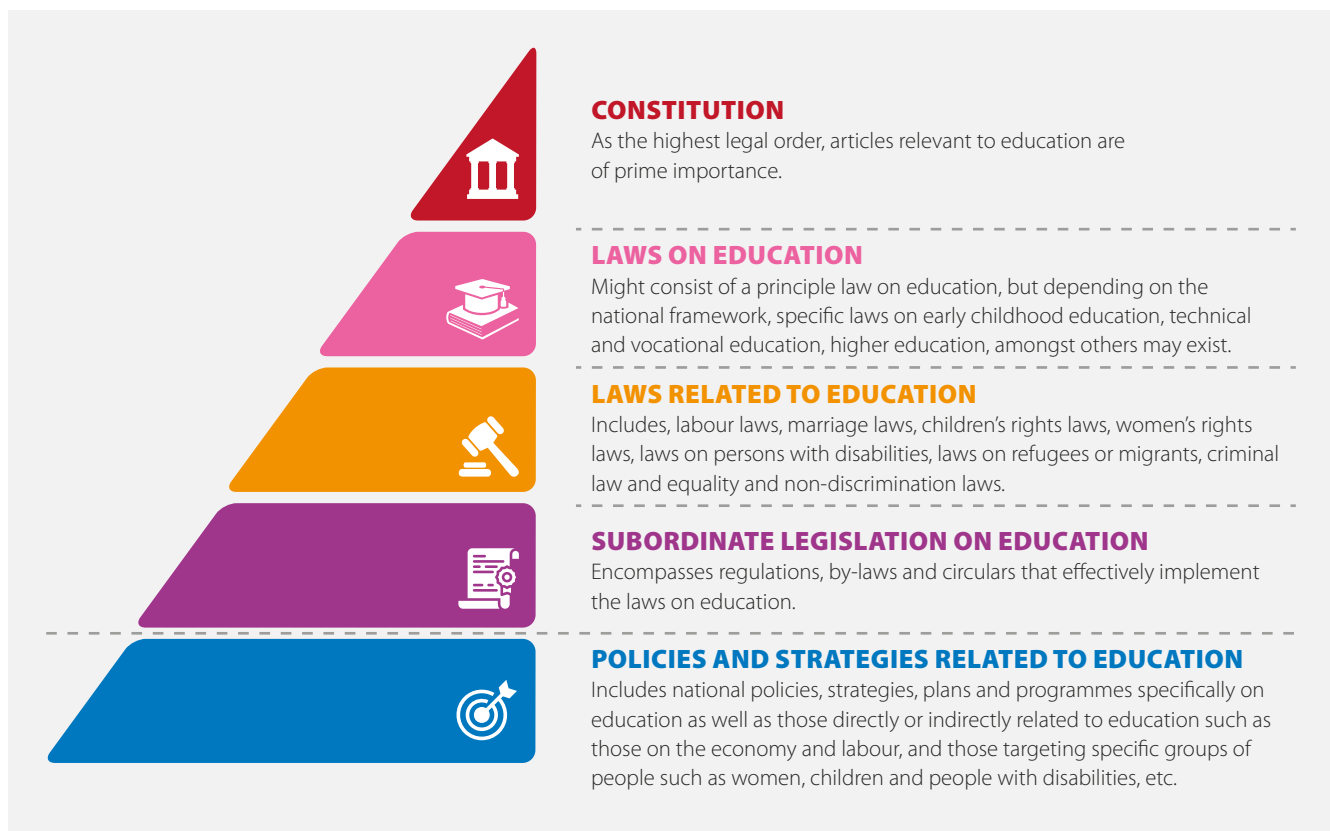 CONSTITUTION
As the highest legal order, articles relevant to education are
of prime importance.
LAWS ON EDUCATION
Might consist of a principle law on education, but depending on the
national framework, specific laws on early childhood education, technical
and vocational education, higher education, amongst others may exist.
LAWS RELATED TO EDUCATION
Includes, labour laws, marriage laws, children’s rights laws, women’s rights
laws, laws on persons with disabilities, laws on refugees or migrants, criminal
law and equality and non-discrimination laws.
SUBORDINATE LEGISLATION ON EDUCATION
Encompasses regulations, by-laws and circulars that effectively implement
the laws on education.
POLICIES AND STRATEGIES RELATED TO EDUCATION
Includes national policies, strategies, plans and programmes specifically on
education as well as those directly or indirectly related to education such as
those on the economy and labour, and those targeting specific groups of
people such as women, children and people with disabilities, etc.